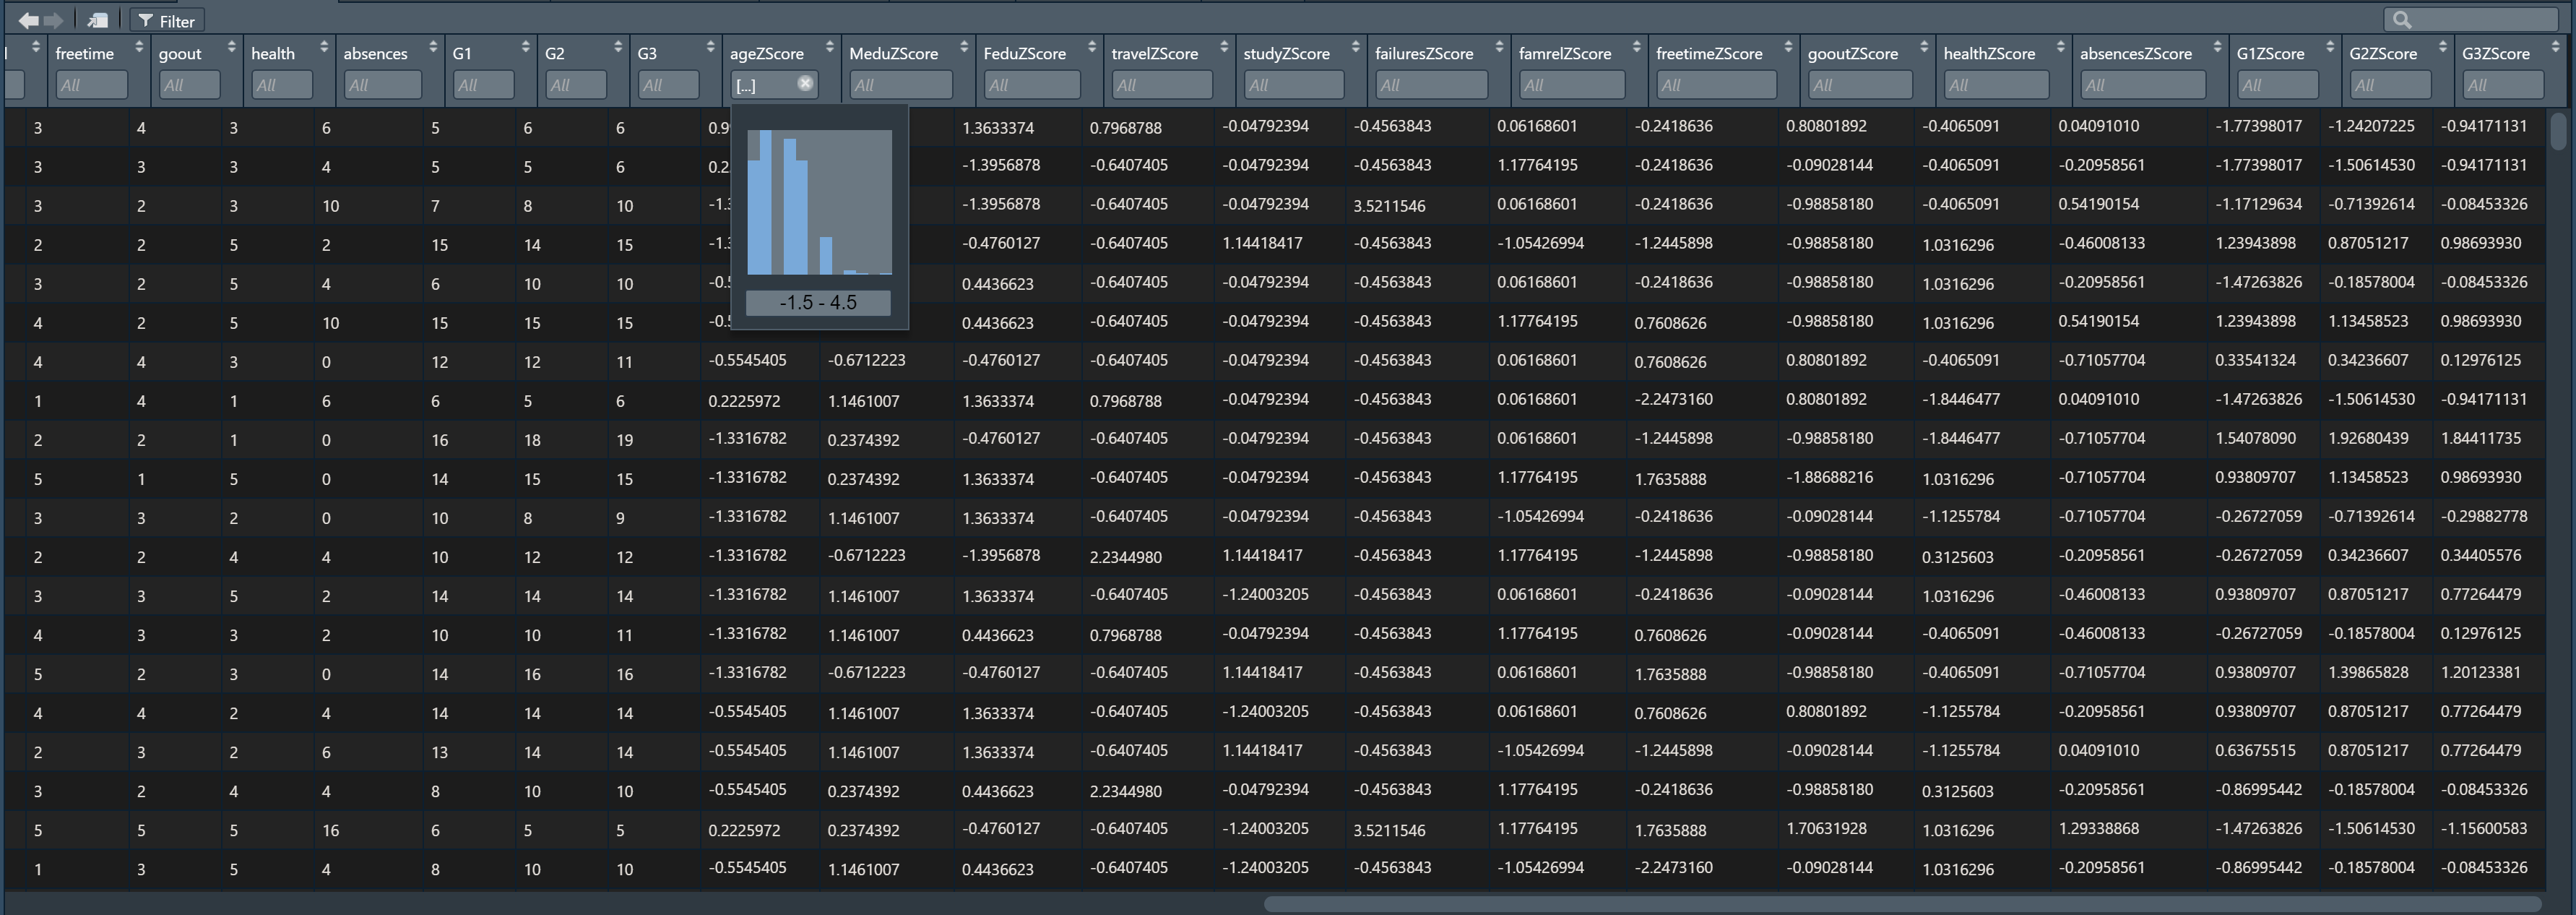 Filter
freetime goout health absences G1 G2 G3 ageZScore MeduZScore FeduZScore travelZScore studyZScore failuresZScore famrelZScore freetimeZScore gooutZScore healthZScore absencesZScore G1ZScore G2ZScore G3ZScore
All All All All All All All [...] All All All All All All All All All All All All All
3 4 3 6 5 6 6 1.3633374 0.7968788 -0.04792394 -0.4563843 0.06168601 -0.2418636 0.80801892 -0.4065091 0.04091010 -1.77398017 -1.24207225 -0.94171131
3 3 3 4 5 5 6 -1.3956878 -0.6407405 -0.04792394 -0.4563843 1.17764195 -0.2418636 -0.09028144 -0.4065091 -0.20958561 -1.77398017 -1.50614530 -0.94171131
3 2 3 10 7 8 10 -1.3956878 -0.6407405 -0.04792394 3.5211546 0.06168601 -0.2418636 -0.98858180 -0.4065091 0.54190154 -1.17129634 -0.71392614 -0.08453326
2 2 5 2 15 14 15 -0.4760127 -0.6407405 1.14418417 -0.4563843 -1.05426994 -1.2445898 -0.98858180 1.0316296 -0.46008133 1.23943898 0.87051217 0.98693930
3 2 5 4 6 10 10 0.4436623 -0.6407405 -0.04792394 -0.4563843 0.06168601 -0.2418636 -0.98858180 1.0316296 -0.20958561 -1.47263826 -0.18578004 -0.08453326
-1.5 - 4.5
4 2 5 10 15 15 15 0.4436623 -0.6407405 -0.04792394 -0.4563843 1.17764195 0.7608626 -0.98858180 1.0316296 0.54190154 1.23943898 1.13458523 0.98693930
4 4 3 0 12 12 11 -0.5545405 -0.6712223 -0.4760127 -0.6407405 -0.04792394 -0.4563843 0.06168601 0.7608626 0.80801892 -0.4065091 -0.71057704 0.33541324 0.34236607 0.12976125
1 4 1 6 6 5 6 0.2225972 1.1461007 1.3633374 0.7968788 -0.04792394 -0.4563843 0.06168601 -2.2473160 0.80801892 -1.8446477 0.04091010 -1.47263826 -1.50614530 -0.94171131
2 2 1 0 16 18 19 -1.3316782 0.2374392 -0.4760127 -0.6407405 -0.04792394 -0.4563843 0.06168601 -1.2445898 -0.98858180 -1.8446477 -0.71057704 1.54078090 1.92680439 1.84411735
5 1 5 0 14 15 15 -1.3316782 0.2374392 1.3633374 -0.6407405 -0.04792394 -0.4563843 1.17764195 1.7635888 -1.88688216 1.0316296 -0.71057704 0.93809707 1.13458523 0.98693930
3 3 2 0 10 8 9 -1.3316782 1.1461007 1.3633374 -0.6407405 -0.04792394 -0.4563843 -1.05426994 -0.2418636 -0.09028144 -1.1255784 -0.71057704 -0.26727059 -0.71392614 -0.29882778
2 2 4 4 10 12 12 -1.3316782 -0.6712223 -1.3956878 2.2344980 1.14418417 -0.4563843 1.17764195 -1.2445898 -0.98858180 0.3125603 -0.20958561 -0.26727059 0.34236607 0.34405576
3 3 5 2 14 14 14 -1.3316782 1.1461007 1.3633374 -0.6407405 -1.24003205 -0.4563843 0.06168601 -0.2418636 -0.09028144 1.0316296 -0.46008133 0.93809707 0.87051217 0.77264479
4 3 3 2 10 10 11 -1.3316782 1.1461007 0.4436623 0.7968788 -0.04792394 -0.4563843 1.17764195 0.7608626 -0.09028144 -0.4065091 -0.46008133 -0.26727059 -0.18578004 0.12976125
5 2 3 0 14 16 16 -1.3316782 -0.6712223 -0.4760127 -0.6407405 1.14418417 -0.4563843 0.06168601 1.7635888 -0.98858180 -0.4065091 -0.71057704 0.93809707 1.39865828 1.20123381
4 4 2 4 14 14 14 -0.5545405 1.1461007 1.3633374 -0.6407405 -1.24003205 -0.4563843 0.06168601 0.7608626 0.80801892 -1.1255784 -0.20958561 0.93809707 0.87051217 0.77264479
2 3 2 6 13 14 14 -0.5545405 1.1461007 1.3633374 -0.6407405 1.14418417 -0.4563843 -1.05426994 -1.2445898 -0.09028144 -1.1255784 0.04091010 0.63675515 0.87051217 0.77264479
3 2 4 4 8 10 10 -0.5545405 0.2374392 0.4436623 2.2344980 -0.04792394 -0.4563843 1.17764195 -0.2418636 -0.98858180 0.3125603 -0.20958561 -0.86995442 -0.18578004 -0.08453326
5 5 5 16 6 5 5 0.2225972 0.2374392 -0.4760127 -0.6407405 -1.24003205 3.5211546 1.17764195 1.7635888 1.70631928 1.0316296 1.29338868 -1.47263826 -1.50614530 -1.15600583
1 3 5 4 8 10 10 -0.5545405 1.1461007 0.4436623 -0.6407405 -1.24003205 -0.4563843 -1.05426994 -2.2473160 -0.09028144 1.0316296 -0.20958561 -0.86995442 -0.18578004 -0.08453326